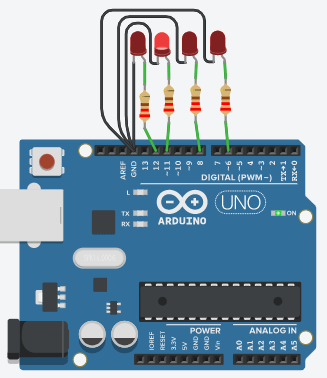 AREF
GND
13
12
~11
~10
~9
8
7
~6
~5
4
~3
2
TX→1
RX←0
DIGITAL (PWM~)
L
TX
RX
ARDUINO
UNO
ON
IOREF
RESET
3.3V
5V
GND
GND
Vin
POWER
ANALOG IN
A0
A1
A2
A3
A4
A5